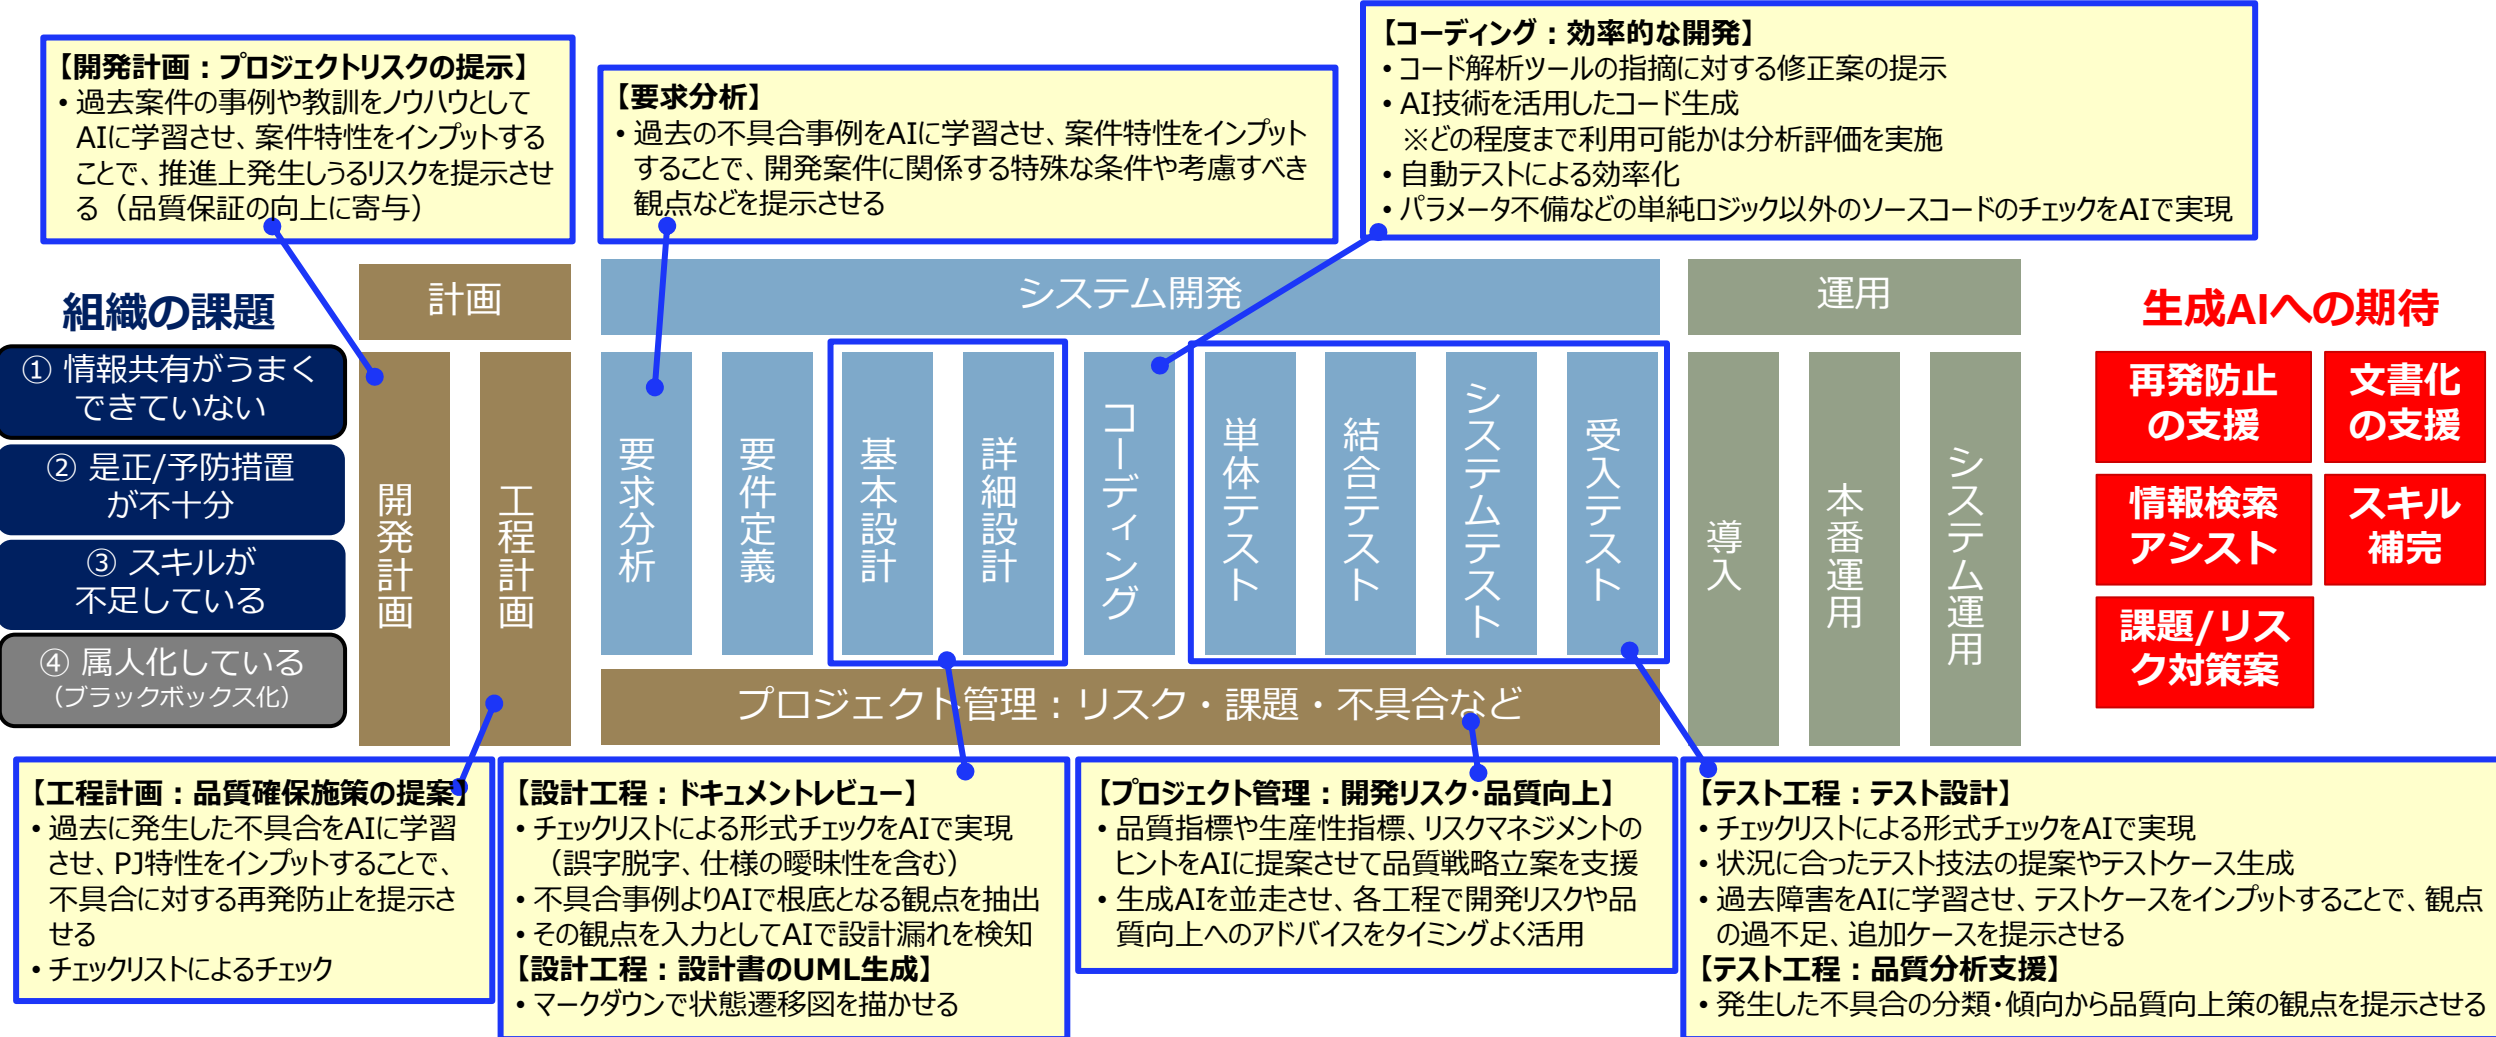 【開発計画：プロジェクトリスクの提示】
• 過去案件の事例や教訓をノウハウとして
AIに学習させ、案件特性をインプットする
ことで、推進上発生しうるリスクを提示させ
る（品質保証の向上に寄与）
【要求分析】
• 過去の不具合事例をAIに学習させ、案件特性をインプット
することで、開発案件に関係する特殊な条件や考慮すべき
観点などを提示させる
【コーディング：効率的な開発】
• コード解析ツールの指摘に対する修正案の提示
• AI技術を活用したコード生成
※どの程度まで利用可能かは分析評価を実施
• 自動テストによる効率化
• パラメータ不備などの単純ロジック以外のソースコードのチェックをAIで実現
組織の課題
① 情報共有がうまく
できていない
② 是正/予防措置
が不十分
③ スキルが
不足している
④ 属人化している
（ブラックボックス化）
計画
開発計画
工程計画
システム開発
要求分析
要件定義
基本設計
詳細設計
コーディング
単体テスト
結合テスト
システムテスト
受入テスト
プロジェクト管理：リスク・課題・不具合など
運用
導入
本番運用
システム運用
生成AIへの期待
再発防止
の支援
文書化
の支援
情報検索
アシスト
スキル
補完
課題/リス
ク対策案
【工程計画：品質確保施策の提案】
• 過去に発生した不具合をAIに学習
させ、PJ特性をインプットすることで、
不具合に対する再発防止を提示さ
せる
• チェックリストによるチェック
【設計工程：ドキュメントレビュー】
• チェックリストによる形式チェックをAIで実現
（誤字脱字、仕様の曖昧性を含む）
• 不具合事例よりAIで根底となる観点を抽出
• その観点を入力としてAIで設計漏れを検知
【設計工程：設計書のUML生成】
• マークダウンで状態遷移図を描かせる
【プロジェクト管理：開発リスク・品質向上】
• 品質指標や生産性指標、リスクマネジメントの
ヒントをAIに提案させて品質戦略立案を支援
• 生成AIを並走させ、各工程で開発リスクや品
質向上へのアドバイスをタイミングよく活用
【テスト工程：テスト設計】
• チェックリストによる形式チェックをAIで実現
• 状況に合ったテスト技法の提案やテストケース生成
• 過去障害をAIに学習させ、テストケースをインプットすることで、観点
の過不足、追加ケースを提示させる
【テスト工程：品質分析支援】
• 発生した不具合の分類・傾向から品質向上策の観点を提示させる